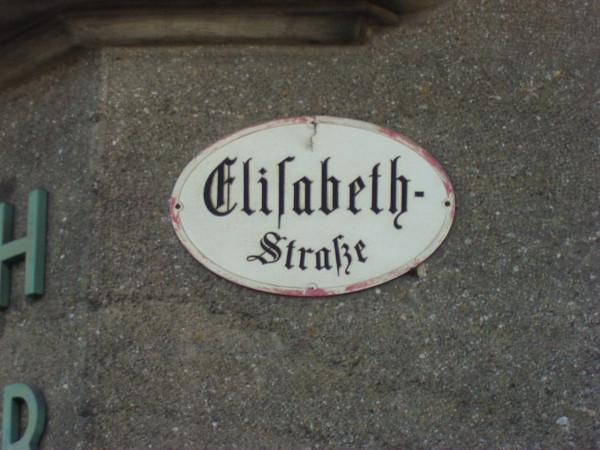 Eliſabeth-
Straße
H
R